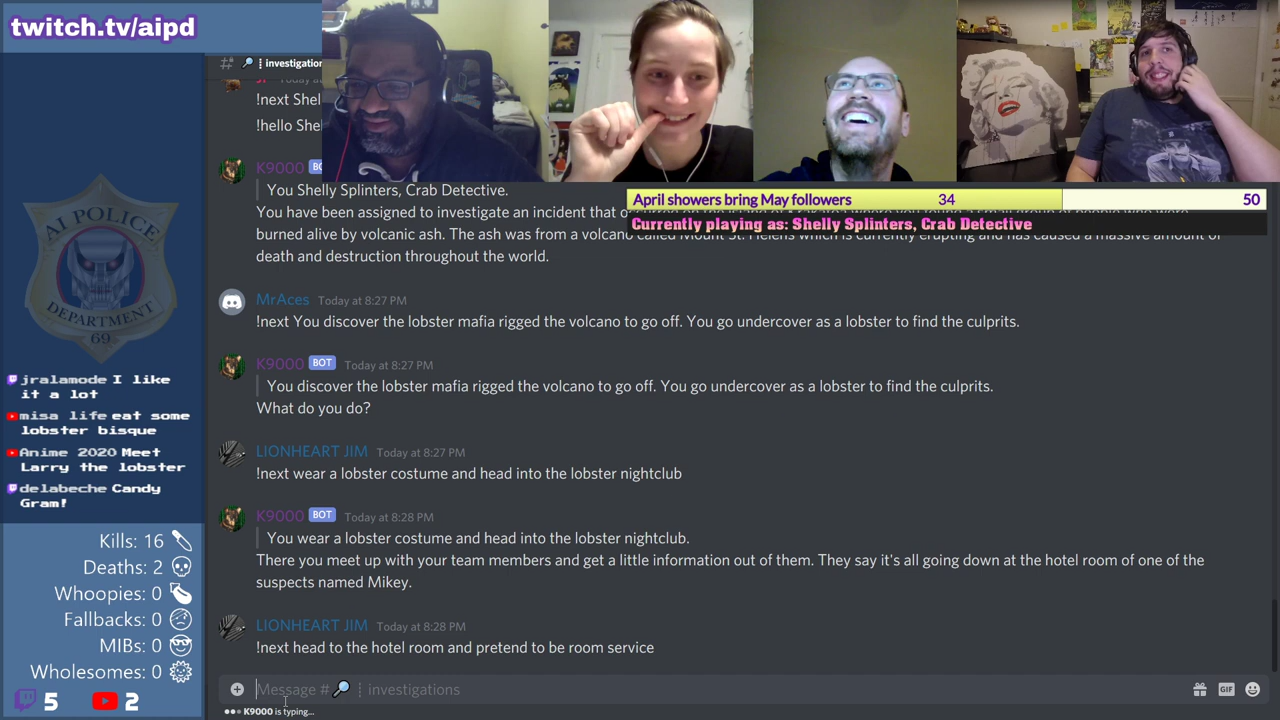 twitch.tv/aipd
# 🔎 ┊ investigation
Today at
!next Shel
!hello Shel
K9000 BO
You Shelly Splinters, Crab Detective.
You have been assigned to investigate an incident that
burned alive by volcanic ash. The ash was from a volcano called Mount St. Helens which is currently erupting and has caused a massive amount of
death and destruction throughout the world.
April showers bring May followers 34 50
Currently playing as: Shelly Splinters, Crab Detective
MrAces Today at 8:27 PM
!next You discover the lobster mafia rigged the volcano to go off. You go undercover as a lobster to find the culprits.
K9000 BOT Today at 8:27 PM
You discover the lobster mafia rigged the volcano to go off. You go undercover as a lobster to find the culprits.
What do you do?
LIONHEART JIM Today at 8:27 PM
!next wear a lobster costume and head into the lobster nightclub
K9000 BOT Today at 8:28 PM
You wear a lobster costume and head into the lobster nightclub.
There you meet up with your team members and get a little information out of them. They say it's all going down at the hotel room of one of the
suspects named Mikey.
LIONHEART JIM Today at 8:28 PM
!next head to the hotel room and pretend to be room service
Message # 🔎 ┊ investigations
GIF
K9000 is typing...
AI POLICE
DEPARTMENT
69
jralamode I like
it a lot
misa life eat some
lobster bisque
Anime 2020 Meet
Larry the lobster
delabeche Candy
Gram!
Kills: 16
Deaths: 2
Whoopies: 0
Fallbacks: 0
MIBs: 0
Wholesomes: 0
5 2